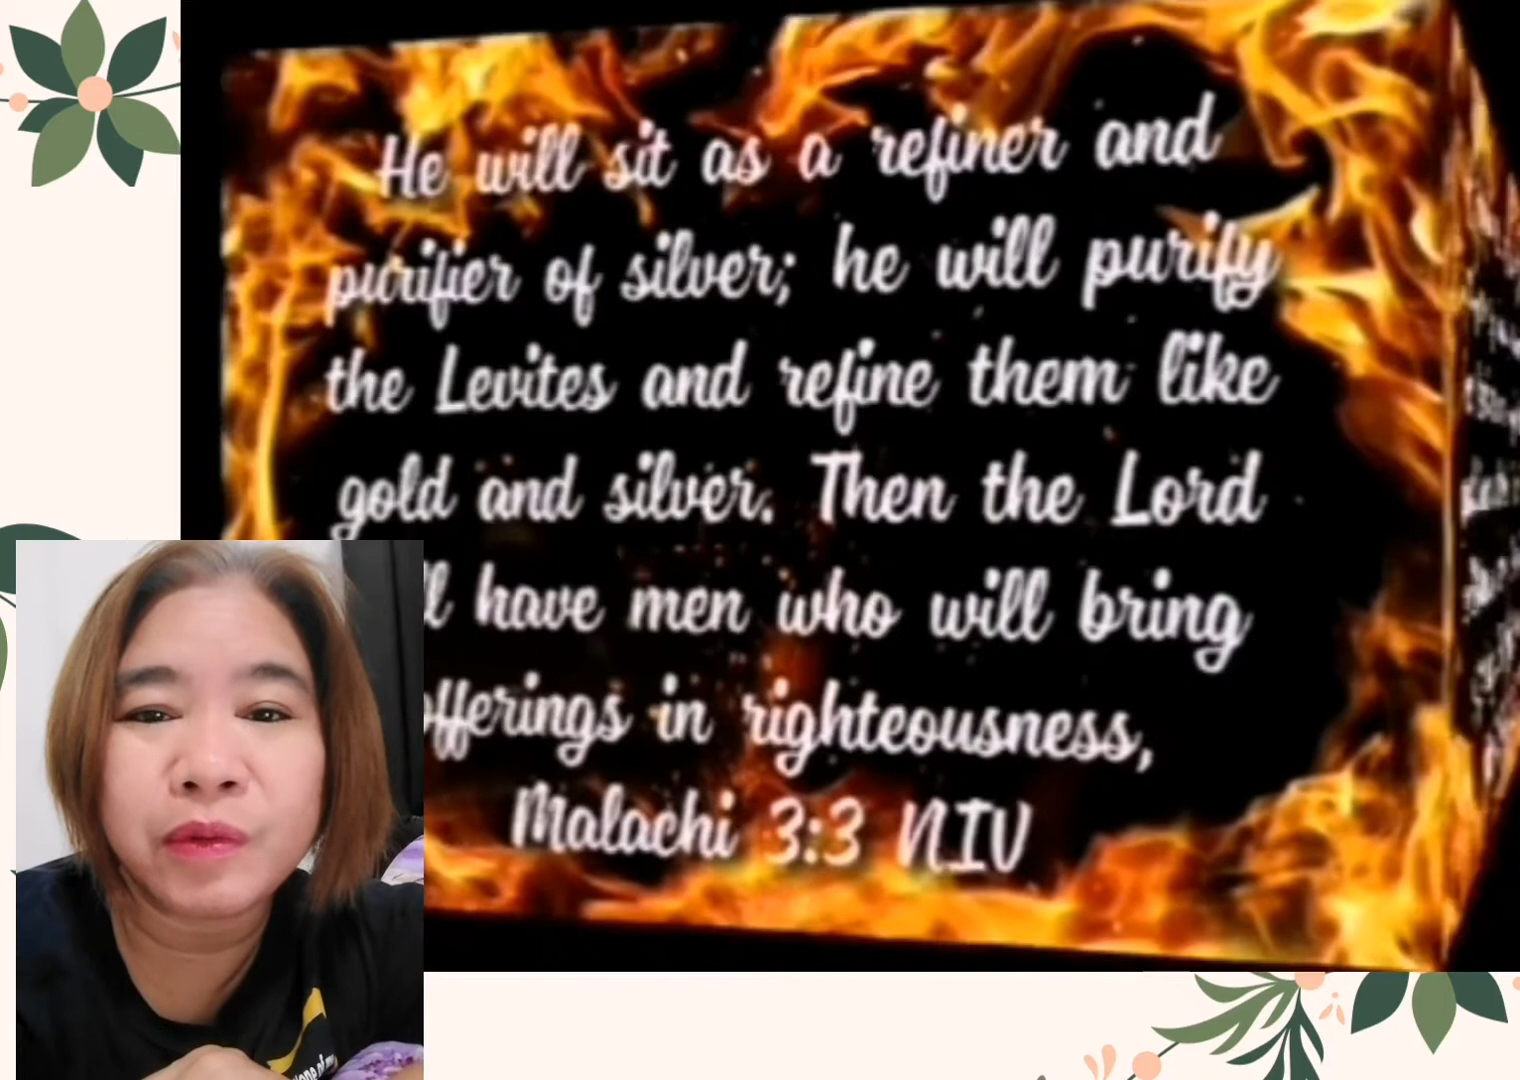 He will sit as a refiner and
purifier of silver; he will purify
the Levites and refine them like
gold and silver. Then the Lord
have men who will bring
offerings in righteousness,
Malachi 3:3 NIV